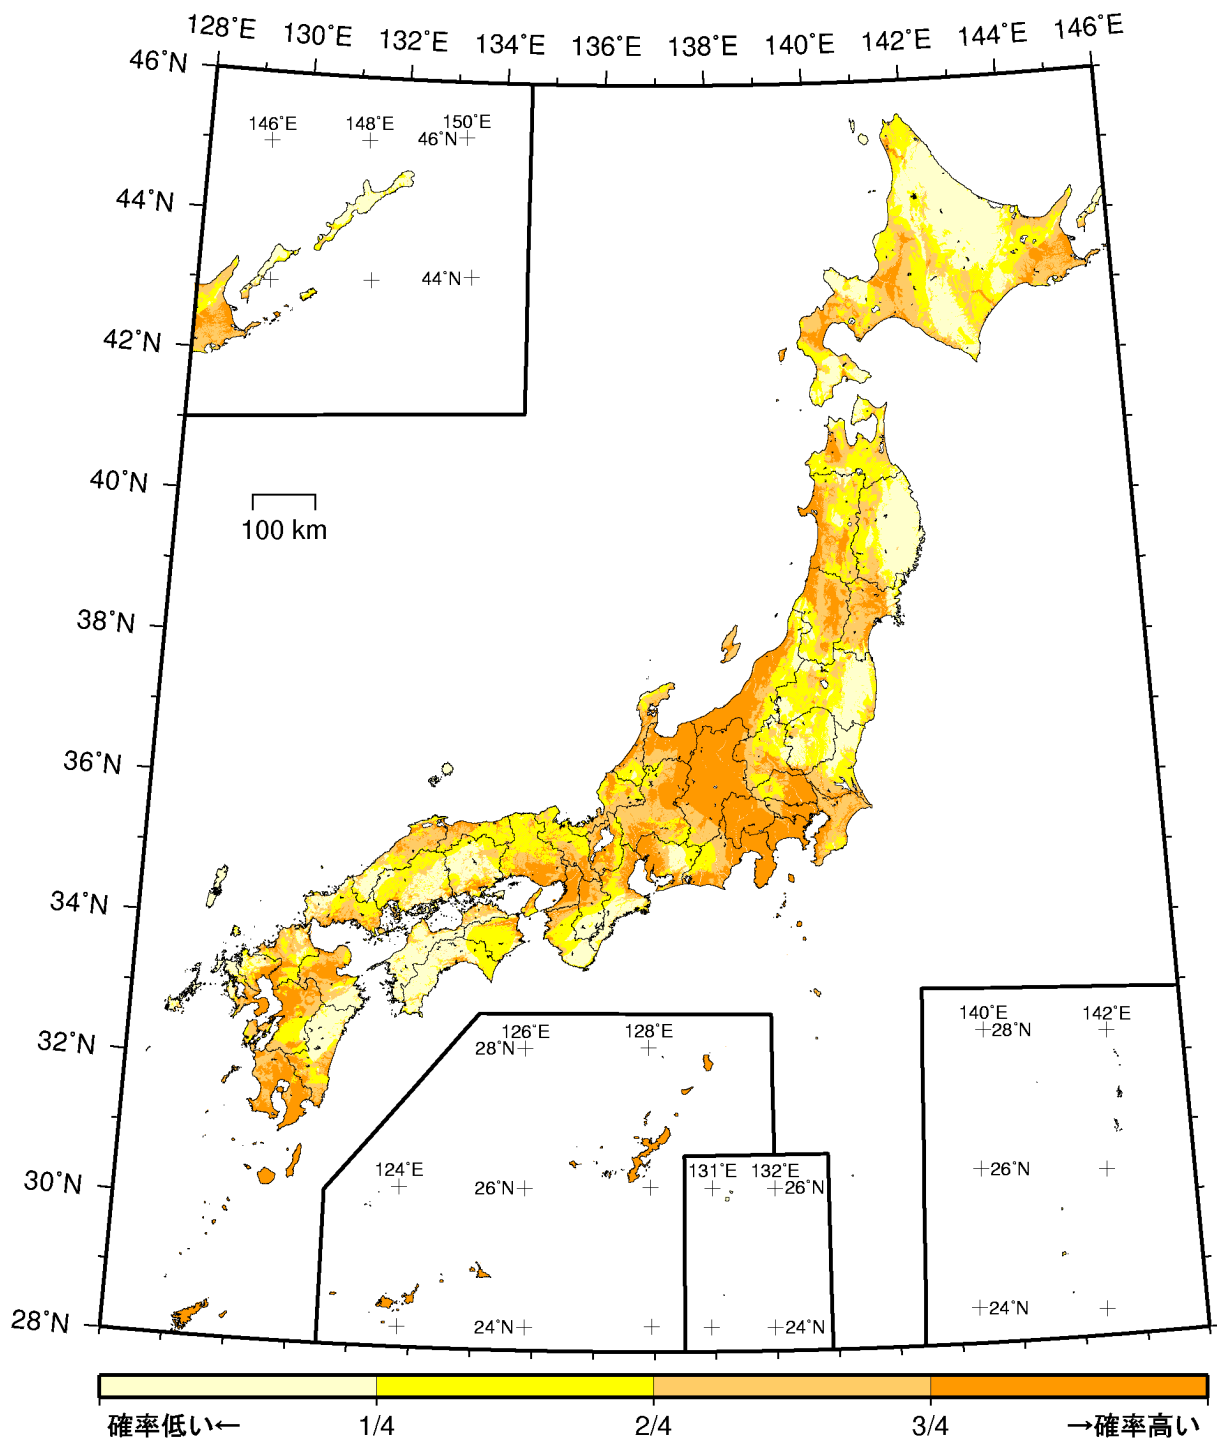 128°E 130°E 132°E 134°E 136°E 138°E 140°E 142°E 144°E 146°E
46°N
146°E 148°E 150°E
46°N
44°N
44°N
42°N
40°N
100 km
38°N
36°N
34°N
32°N
126°E 128°E
28°N
140°E 142°E
28°N
30°N
124°E
26°N
131°E 132°E
26°N
26°N
28°N
24°N
24°N
24°N
確率低い← 1/4 2/4 3/4 →確率高い